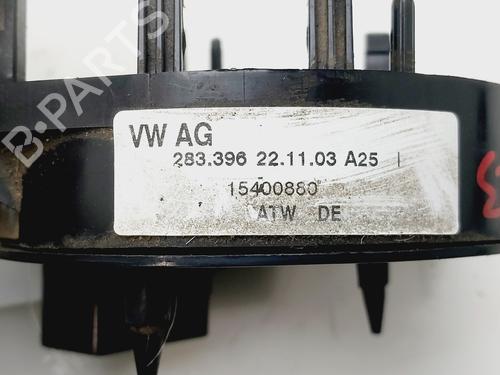 VW AG
283.396 22.11.03 A25 I
15400880
ATW DE
B-PARTS